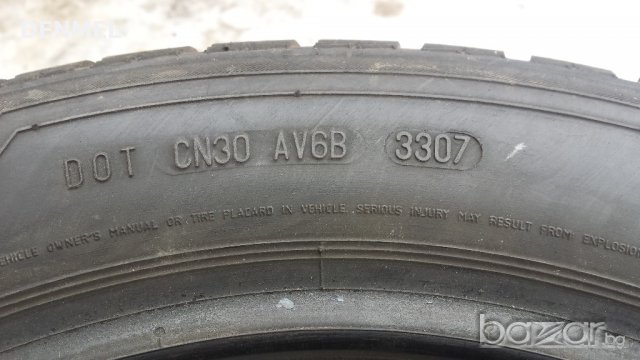 DENMEL
DOT CN30 AV6B 3307
VEHICLE OWNER'S MANUAL OR TIRE PLACARD IN VEHICLE. SERIOUS INJURY MAY RESULT FROM EXPLOSION
bazar.bg